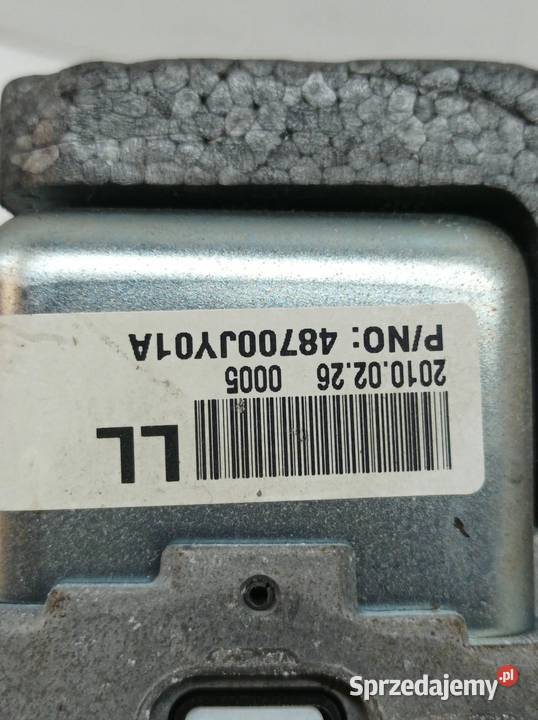 LL
2010.02.26 0005
P/NO: 48700JY01A
Sprzedajemy.pl